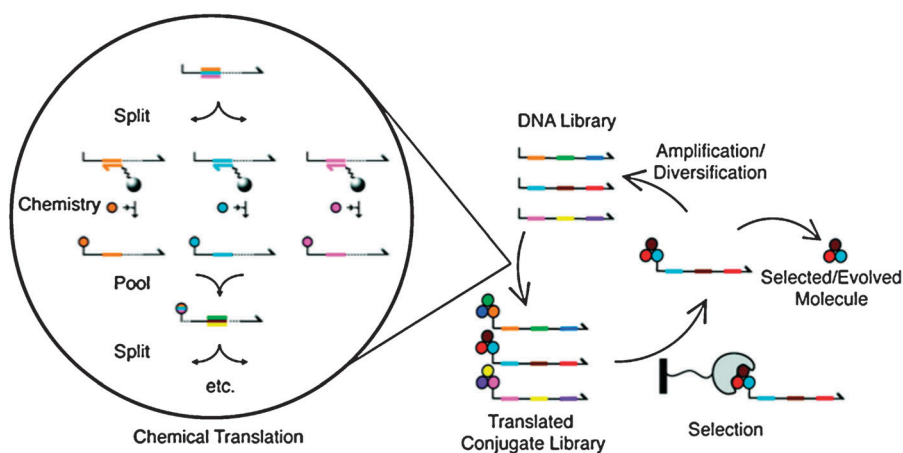 Split
Chemistry
Pool
Split
etc.
Chemical Translation
DNA Library
Amplification/
Diversification
Selected/Evolved
Molecule
Translated
Conjugate Library
Selection